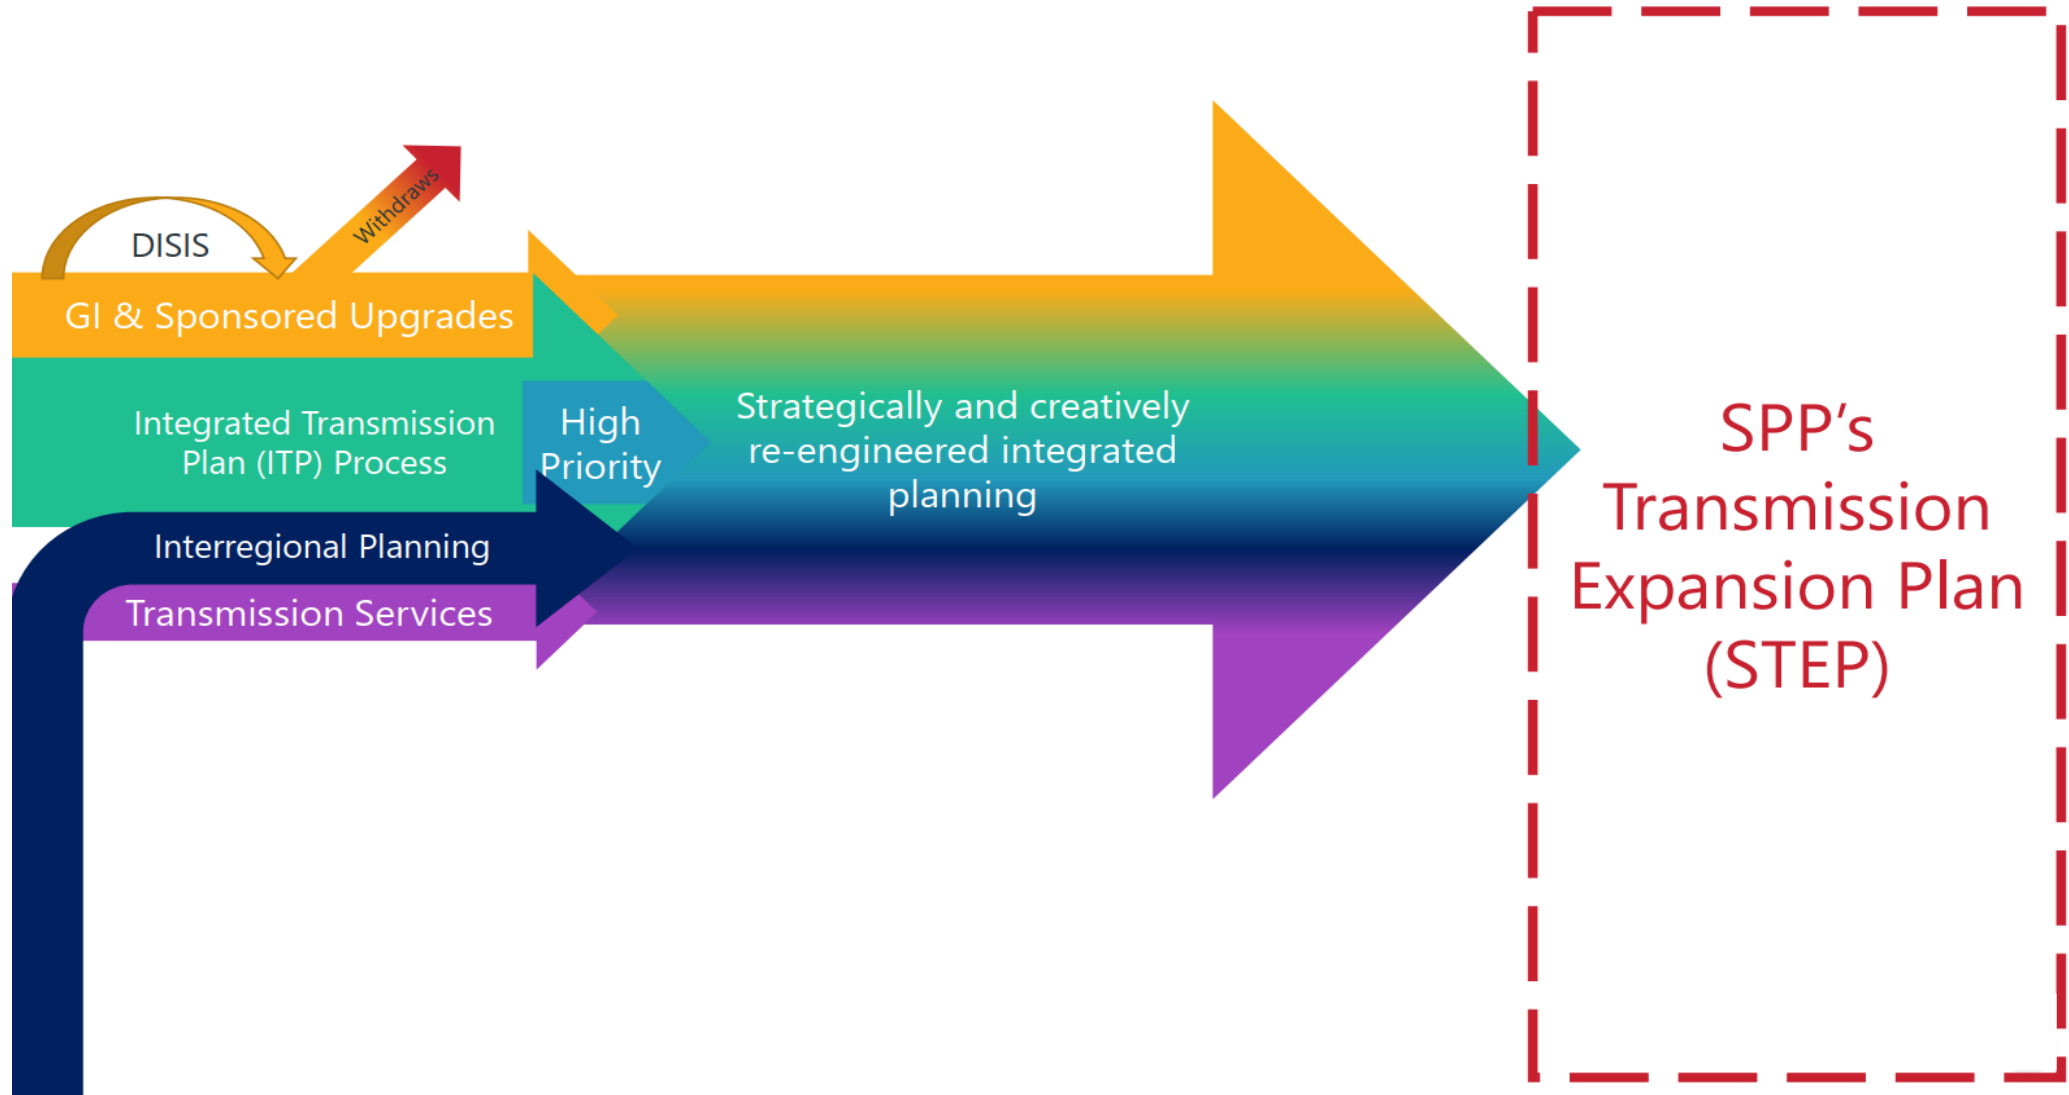 Withdraws
DISIS
GI & Sponsored Upgrades
Integrated Transmission
Plan (ITP) Process
High
Priority
Interregional Planning
Transmission Services
Strategically and creatively
re-engineered integrated
planning
SPP’s
Transmission
Expansion Plan
(STEP)